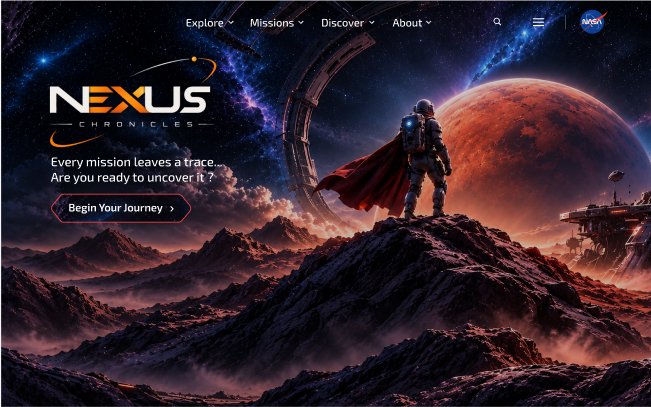 Explore Missions Discover About
NASA
NEXUS
CHRONICLES
Every mission leaves a trace...
Are you ready to uncover it ?
Begin Your Journey